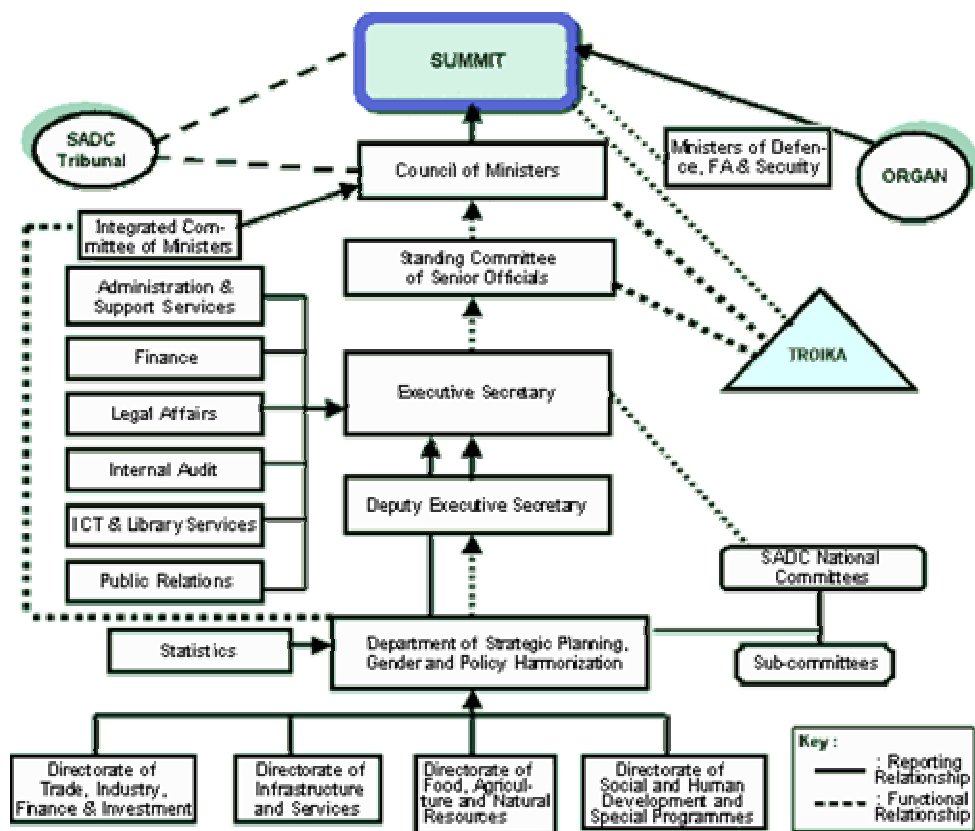 SUMMIT
SADC
Tribunal
Council of Ministers
Ministers of Defen-
ce, FA & Security
ORGAN
Integrated Com-
mittee of Ministers
Standing Committee
of Senior Officials
Administration &
Support Services
TROIKA
Finance
Executive Secretary
Legal Affairs
Internal Audit
Deputy Executive Secretary
ICT & Library Services
Public Relations
SADC National
Committees
Statistics
Department of Strategic Planning,
Gender and Policy Harmonization
Sub-committees
Directorate of
Trade, Industry,
Finance & Investment
Directorate of
Infrastructure
and Services
Directorate of
Food, Agricul-
ture and Natural
Resources
Directorate of
Social and Human
Development and
Special Programmes
Key :
: Reporting
Relationship
: Functional
Relationship